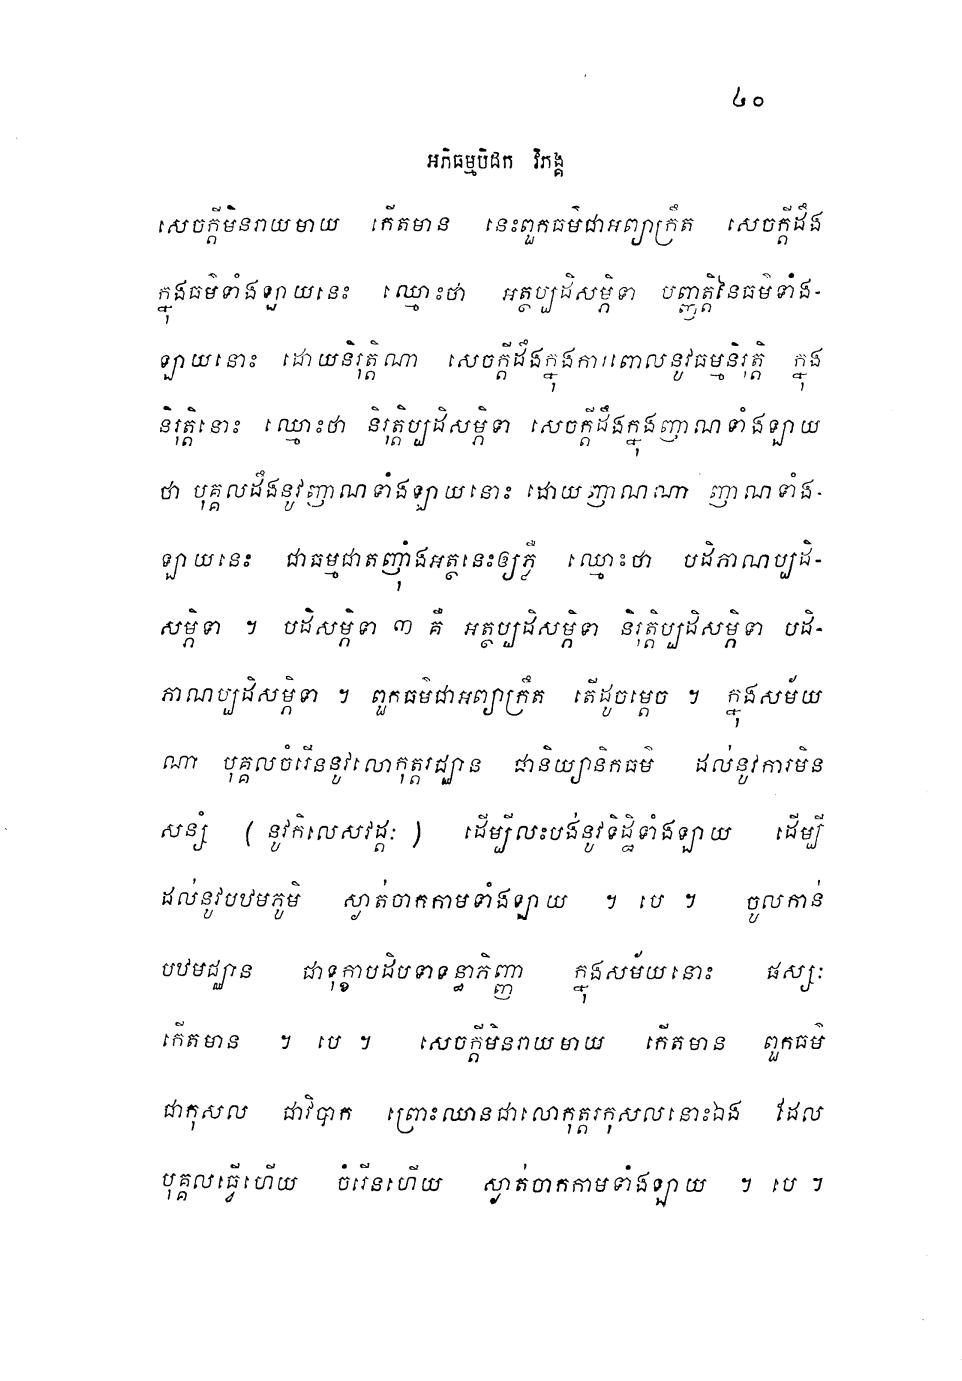 ៤០
អភិធម្មបិដក វិភង្គ
សេចក្តីមិនរាយមាយ កើតមាន នេះពួកធម៌ជាអព្យាក្រឹត សេចក្តីដឹង
ក្នុងធម៌ទាំងឡាយនេះ ឈ្មោះថា អត្ថប្បដិសម្ភិទា បញ្ញត្តិនៃធម៌ទាំង-
ឡាយនោះ ដោយនិរុត្តិណា សេចក្តីដឹងក្នុងការពោលនូវធម្មនិរុត្តិ ក្នុង
និរុត្តិនោះ ឈ្មោះថា និរុត្តិប្បដិសម្ភិទា សេចក្តីដឹងក្នុងញាណទាំងឡាយ
ថា បុគ្គលដឹងនូវញាណទាំងឡាយនោះ ដោយញាណណា ញាណទាំង-
ឡាយនេះ ជាធម្មជាតញ៉ាំងអត្ថនេះឲ្យភ្លឺ ឈ្មោះថា បដិភាណប្បដិ-
សម្ភិទា ។ បដិសម្ភិទា ៣ គឺ អត្ថប្បដិសម្ភិទា និរុត្តិប្បដិសម្ភិទា បដិ-
ភាណប្បដិសម្ភិទា ។ ពួកធម៌ជាអព្យាក្រឹត តើដូចម្តេច ។ ក្នុងសម័យ
ណា បុគ្គលចំរើននូវលោកុត្តរជ្ឈាន ជានិយ្យានិកធម៌ ដល់នូវការមិន
សន្សំ ( នូវកិលេសវដ្តៈ ) ដើម្បីលះបង់នូវទិដ្ឋិទាំងឡាយ ដើម្បី
ដល់នូវបឋមភូមិ ស្ងាត់ចាកកាមទាំងឡាយ ។ បេ ។ ចូលកាន់
បឋមជ្ឈាន ជាទុក្ខាបដិបទាទន្ធាភិញ្ញា ក្នុងសម័យនោះ ផស្សៈ
កើតមាន ។ បេ ។ សេចក្តីមិនរាយមាយ កើតមាន ពួកធម៌
ជាកុសល ជាវិបាក ព្រោះឈានជាលោកុត្តរកុសលនោះឯង ដែល
បុគ្គលធ្វើហើយ ចំរើនហើយ ស្ងាត់ចាកកាមទាំងឡាយ ។ បេ ។